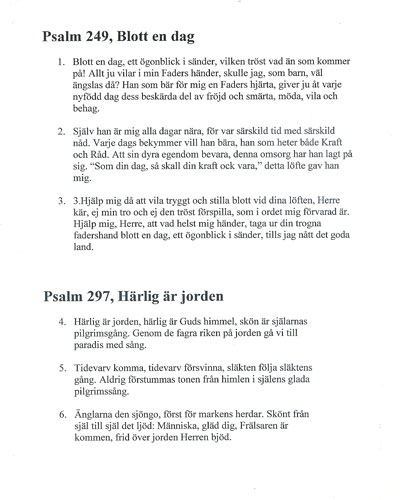 Psalm 249, Blott en dag
1. Blott en dag, ett ögonblick i sänder, vilken tröst vad än som kommer
på! Allt ju vilar i min Faders händer, skulle jag, som barn, väl
ängslas då? Han som bär för mig en Faders hjärta, giver ju åt varje
nyfödd dag dess beskärda del av fröjd och smärta, möda, vila och
behag.
2. Själv han är mig alla dagar nära, för var särskild tid med särskild
nåd. Varje dags bekymmer vill han bära, han som heter både Kraft
och Råd. Att sin dyra egendom bevara, denna omsorg har han lagt på
sig. "Som din dag, så skall din kraft ock vara," detta löfte gav han
mig.
3. 3.Hjälp mig då att vila tryggt och stilla blott vid dina löften, Herre
kär, ej min tro och ej den tröst förspilla, som i ordet mig förvarad är.
Hjälp mig, Herre, att vad helst mig händer, taga ur din trogna
fadershand blott en dag, ett ögonblick i sänder, tills jag nått det goda
land.
Psalm 297, Härlig är jorden
4. Härlig är jorden, härlig är Guds himmel, skön är själarnas
pilgrimsgång. Genom de fagra riken på jorden gå vi till
paradis med sång.
5. Tidevarv komma, tidevarv försvinna, släkten följa släktens
gång. Aldrig förstummas tonen från himlen i själens glada
pilgrimssång.
6. Änglarna den sjöngo, först för markens herdar. Skönt från
själ till själ det ljöd: Människa, gläd dig, Frälsaren är
kommen, frid över jorden Herren bjöd.